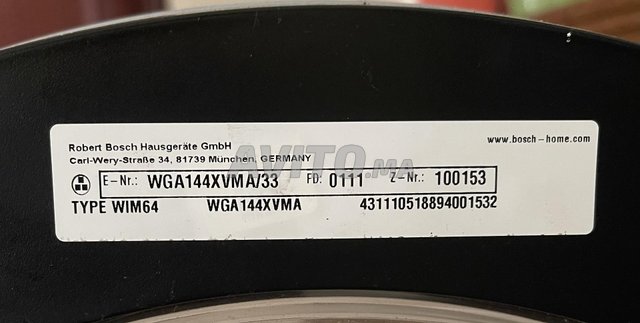 Robert Bosch Hausgeräte GmbH
www.bosch-home.com
Carl-Wery-Straße 34, 81739 München, GERMANY
AVITO.ma
E-Nr.: WGA144XVMA/33 FD: 0111 Z-Nr.: 100153
TYPE WIM64 WGA144XVMA 431110518894001532